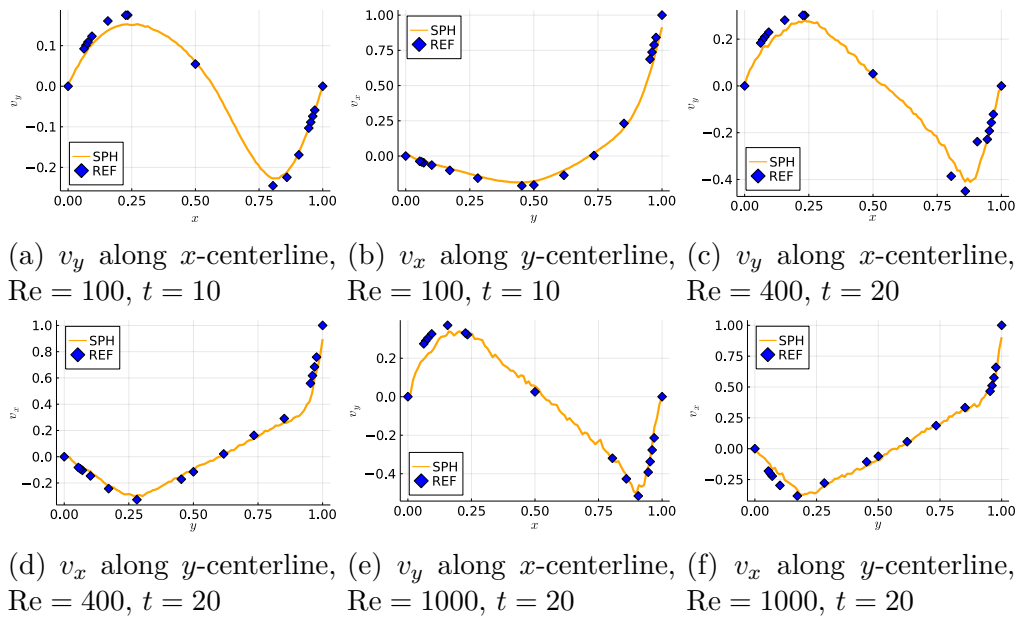 0.1
0.0
−0.1
−0.2
v_y
SPH
REF
0.00 0.25 0.50 0.75 1.00
x
1.00
0.75
0.50
0.25
0.00
v_x
SPH
REF
0.00 0.25 0.50 0.75 1.00
y
0.2
0.0
−0.2
−0.4
v_y
SPH
REF
0.00 0.25 0.50 0.75 1.00
x
(a) v_y along x-centerline,
Re = 100, t = 10
(b) v_x along y-centerline,
Re = 100, t = 10
(c) v_y along x-centerline,
Re = 400, t = 20
1.0
0.8
0.6
0.4
0.2
0.0
−0.2
v_x
SPH
REF
0.00 0.25 0.50 0.75 1.00
y
0.2
0.0
−0.2
−0.4
v_y
SPH
REF
0.00 0.25 0.50 0.75 1.00
x
1.00
0.75
0.50
0.25
0.00
−0.25
v_x
SPH
REF
0.00 0.25 0.50 0.75 1.00
y
(d) v_x along y-centerline,
Re = 400, t = 20
(e) v_y along x-centerline,
Re = 1000, t = 20
(f) v_x along y-centerline,
Re = 1000, t = 20